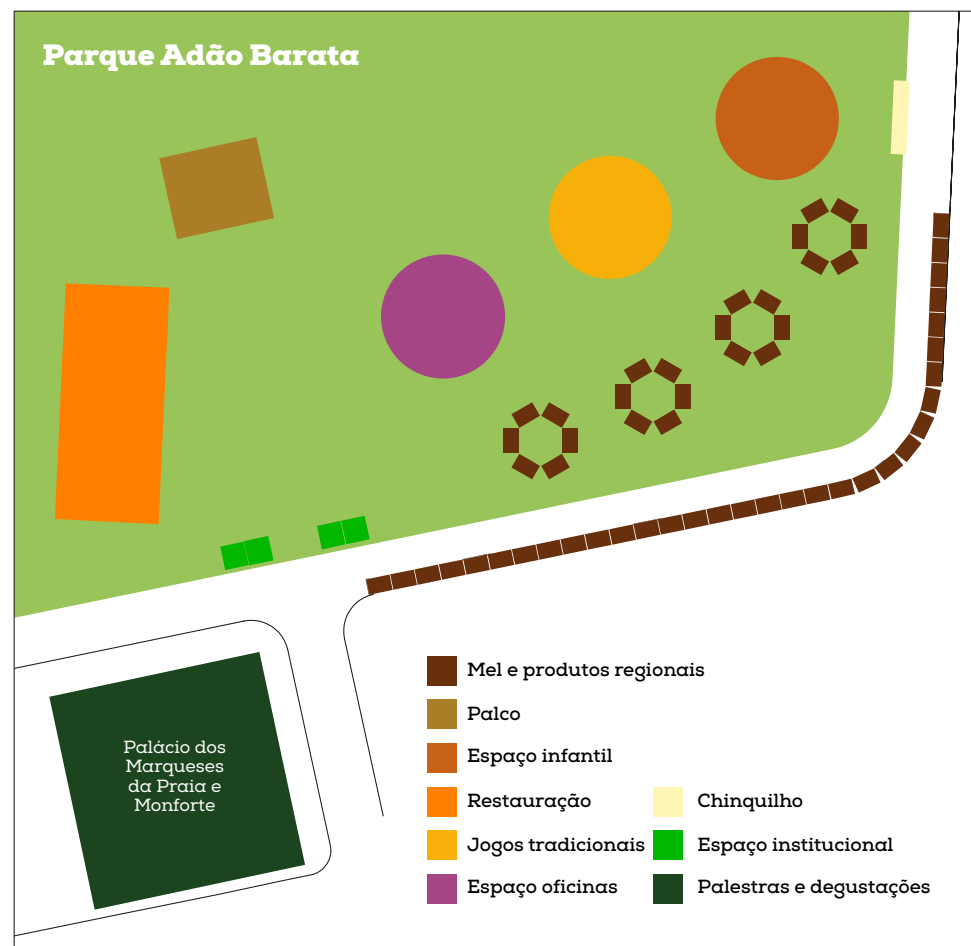 Parque Adão Barata
Palácio dos
Marqueses
da Praia e
Monforte
Mel e produtos regionais
Palco
Espaço infantil
Restauração
Jogos tradicionais
Espaço oficinas
Chinquilho
Espaço institucional
Palestras e degustações